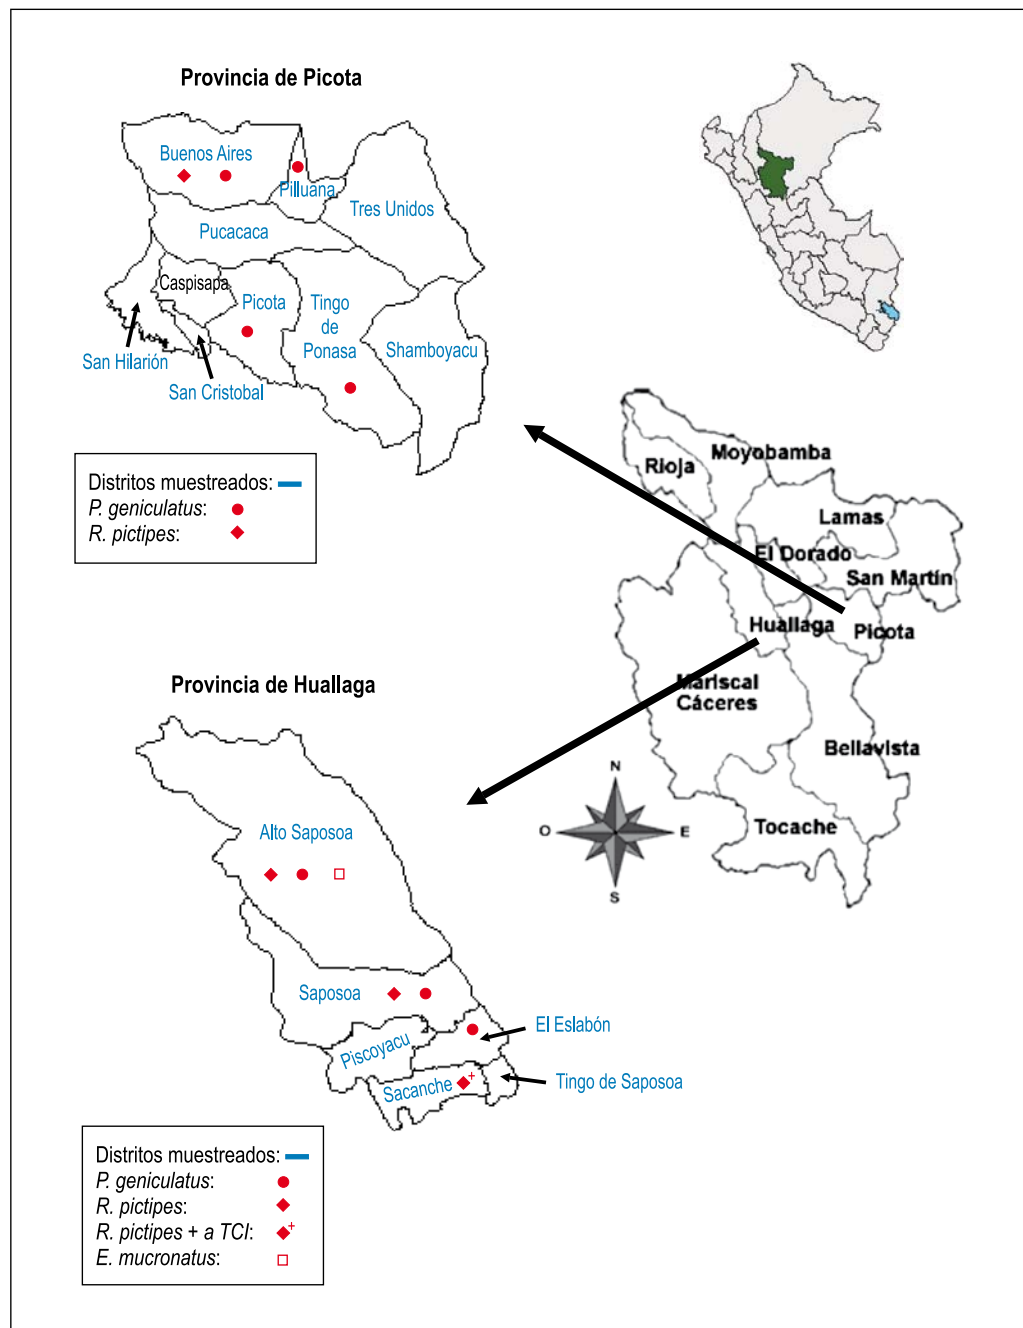 Provincia de Picota
Buenos Aires
Pilluana
Tres Unidos
Pucacaca
Caspisapa
Picota
Tingo
de
Ponasa
Shamboyacu
San Hilarión
San Cristobal
Distritos muestreados:
P. geniculatus:
R. pictipes:
Moyobamba
Rioja
Lamas
El Dorado
San Martín
Huallaga
Picota
Mariscal
Cáceres
Bellavista
Tocache
N
O
E
S
Provincia de Huallaga
Alto Saposoa
Saposoa
El Eslabón
Piscoyacu
Sacanche
+
Tingo de Saposoa
Distritos muestreados:
P. geniculatus:
R. pictipes:
R. pictipes + a TCI: +
E. mucronatus: